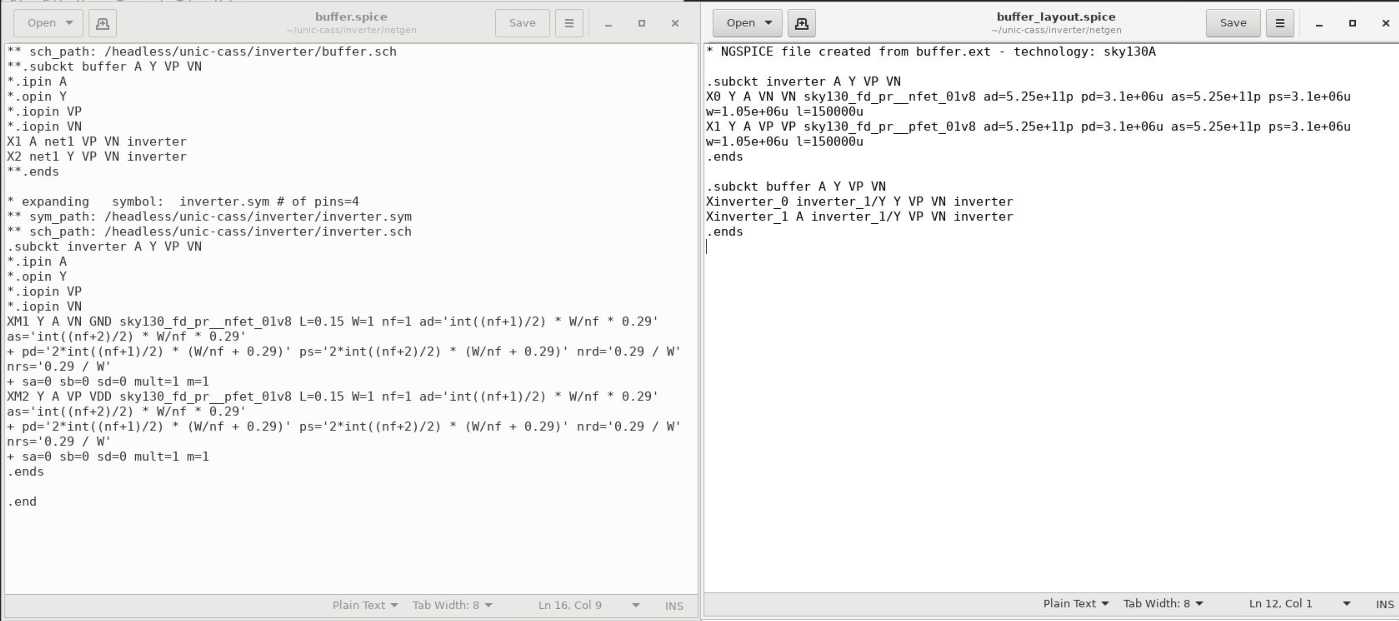 Open
buffer.spice
~/unic-cass/inverter/netgen
Save
** sch_path: /headless/unic-cass/inverter/buffer.sch
**.subckt buffer A Y VP VN
*.ipin A
*.opin Y
*.iopin VP
*.iopin VN
X1 A net1 VP VN inverter
X2 net1 Y VP VN inverter
**.ends
* expanding   symbol:  inverter.sym # of pins=4
** sym_path: /headless/unic-cass/inverter/inverter.sym
** sch_path: /headless/unic-cass/inverter/inverter.sch
.subckt inverter A Y VP VN
*.ipin A
*.opin Y
*.iopin VP
*.iopin VN
XM1 Y A VN GND sky130_fd_pr__nfet_01v8 L=0.15 W=1 nf=1 ad='int((nf+1)/2) * W/nf * 0.29'
as='int((nf+2)/2) * W/nf * 0.29'
+ pd='2*int((nf+1)/2) * (W/nf + 0.29)' ps='2*int((nf+2)/2) * (W/nf + 0.29)' nrd='0.29 / W'
nrs='0.29 / W'
+ sa=0 sb=0 sd=0 mult=1 m=1
XM2 Y A VP VDD sky130_fd_pr__pfet_01v8 L=0.15 W=1 nf=1 ad='int((nf+1)/2) * W/nf * 0.29'
as='int((nf+2)/2) * W/nf * 0.29'
+ pd='2*int((nf+1)/2) * (W/nf + 0.29)' ps='2*int((nf+2)/2) * (W/nf + 0.29)' nrd='0.29 / W'
nrs='0.29 / W'
+ sa=0 sb=0 sd=0 mult=1 m=1
.ends
.end
Plain Text
Tab Width: 8
Ln 16, Col 9
INS
Open
buffer_layout.spice
~/unic-cass/inverter/netgen
Save
* NGSPICE file created from buffer.ext - technology: sky130A
.subckt inverter A Y VP VN
X0 Y A VN VN sky130_fd_pr__nfet_01v8 ad=5.25e+11p pd=3.1e+06u as=5.25e+11p ps=3.1e+06u
w=1.05e+06u l=150000u
X1 Y A VP VP sky130_fd_pr__pfet_01v8 ad=5.25e+11p pd=3.1e+06u as=5.25e+11p ps=3.1e+06u
w=1.05e+06u l=150000u
.ends
.subckt buffer A Y VP VN
Xinverter_0 inverter_1/Y Y VP VN inverter
Xinverter_1 A inverter_1/Y VP VN inverter
.ends
Plain Text
Tab Width: 8
Ln 12, Col 1
INS